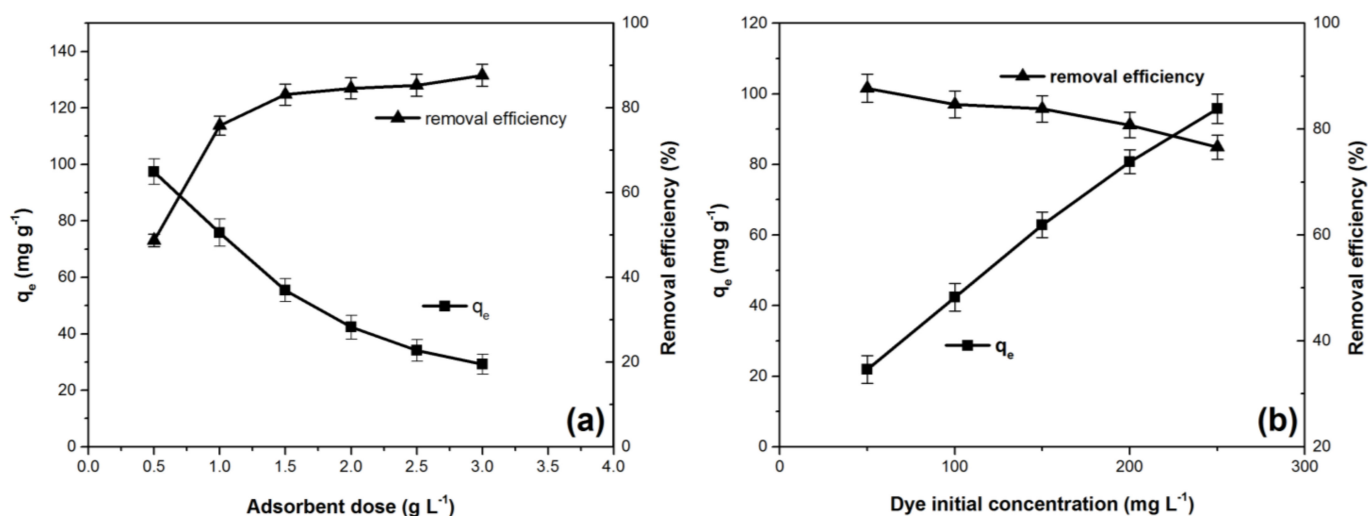 140
120
100
80
60
40
20
0
qₑ (mg g⁻¹)
removal efficiency
qₑ
(a)
100
80
60
40
20
0
Removal efficiency (%)
0.0 0.5 1.0 1.5 2.0 2.5 3.0 3.5 4.0
Adsorbent dose (g L⁻¹)
120
100
80
60
40
20
0
qₑ (mg g⁻¹)
removal efficiency
qₑ
(b)
100
80
60
40
20
Removal efficiency (%)
0 100 200 300
Dye initial concentration (mg L⁻¹)